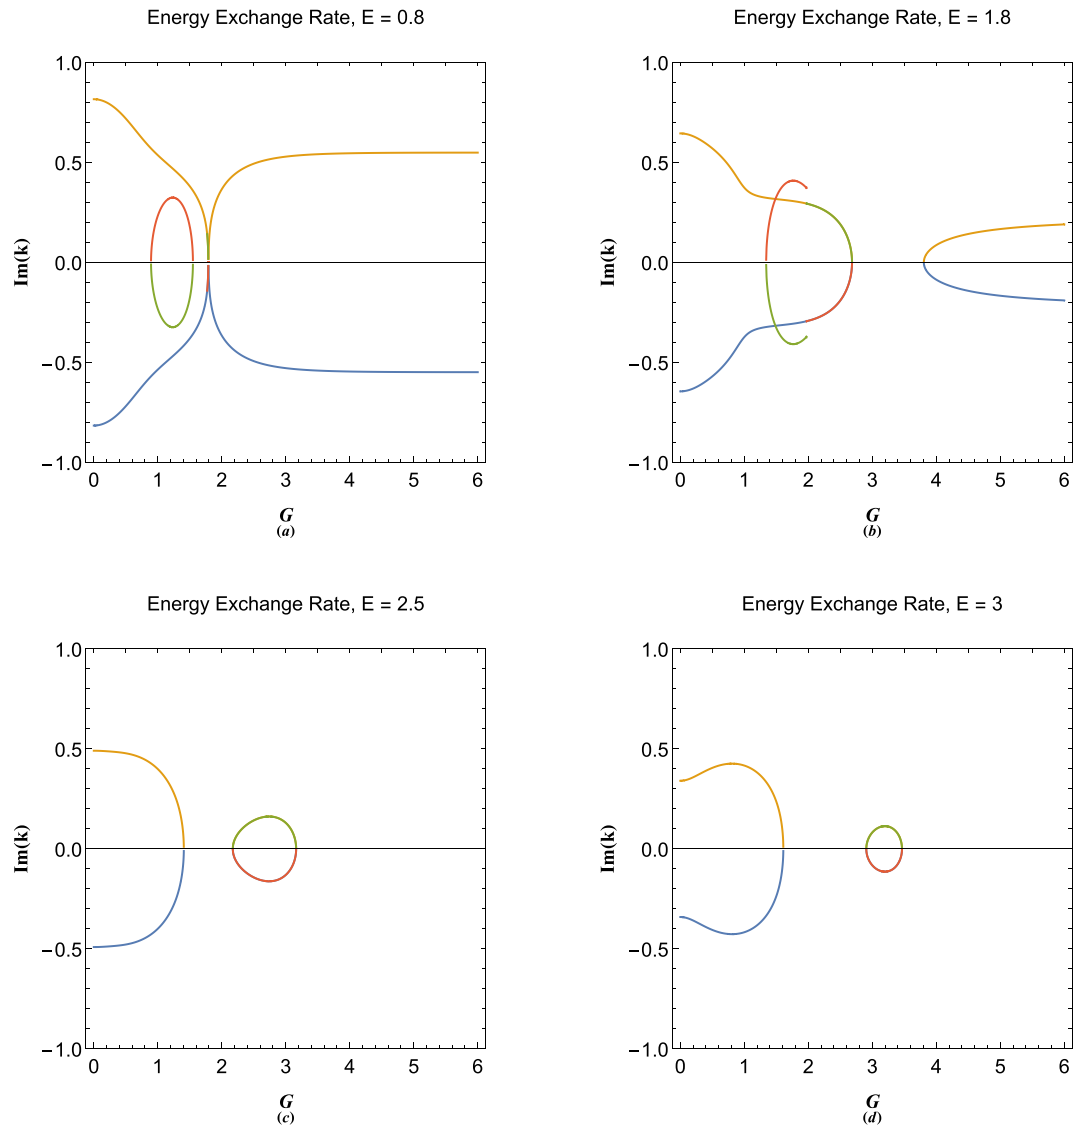 Energy Exchange Rate, E = 0.8
1.0
0.5
0.0
−0.5
−1.0
Im(k)
0 1 2 3 4 5 6
G
(a)
Energy Exchange Rate, E = 1.8
1.0
0.5
0.0
−0.5
−1.0
Im(k)
0 1 2 3 4 5 6
G
(b)
Energy Exchange Rate, E = 2.5
1.0
0.5
0.0
−0.5
−1.0
Im(k)
0 1 2 3 4 5 6
G
(c)
Energy Exchange Rate, E = 3
1.0
0.5
0.0
−0.5
−1.0
Im(k)
0 1 2 3 4 5 6
G
(d)